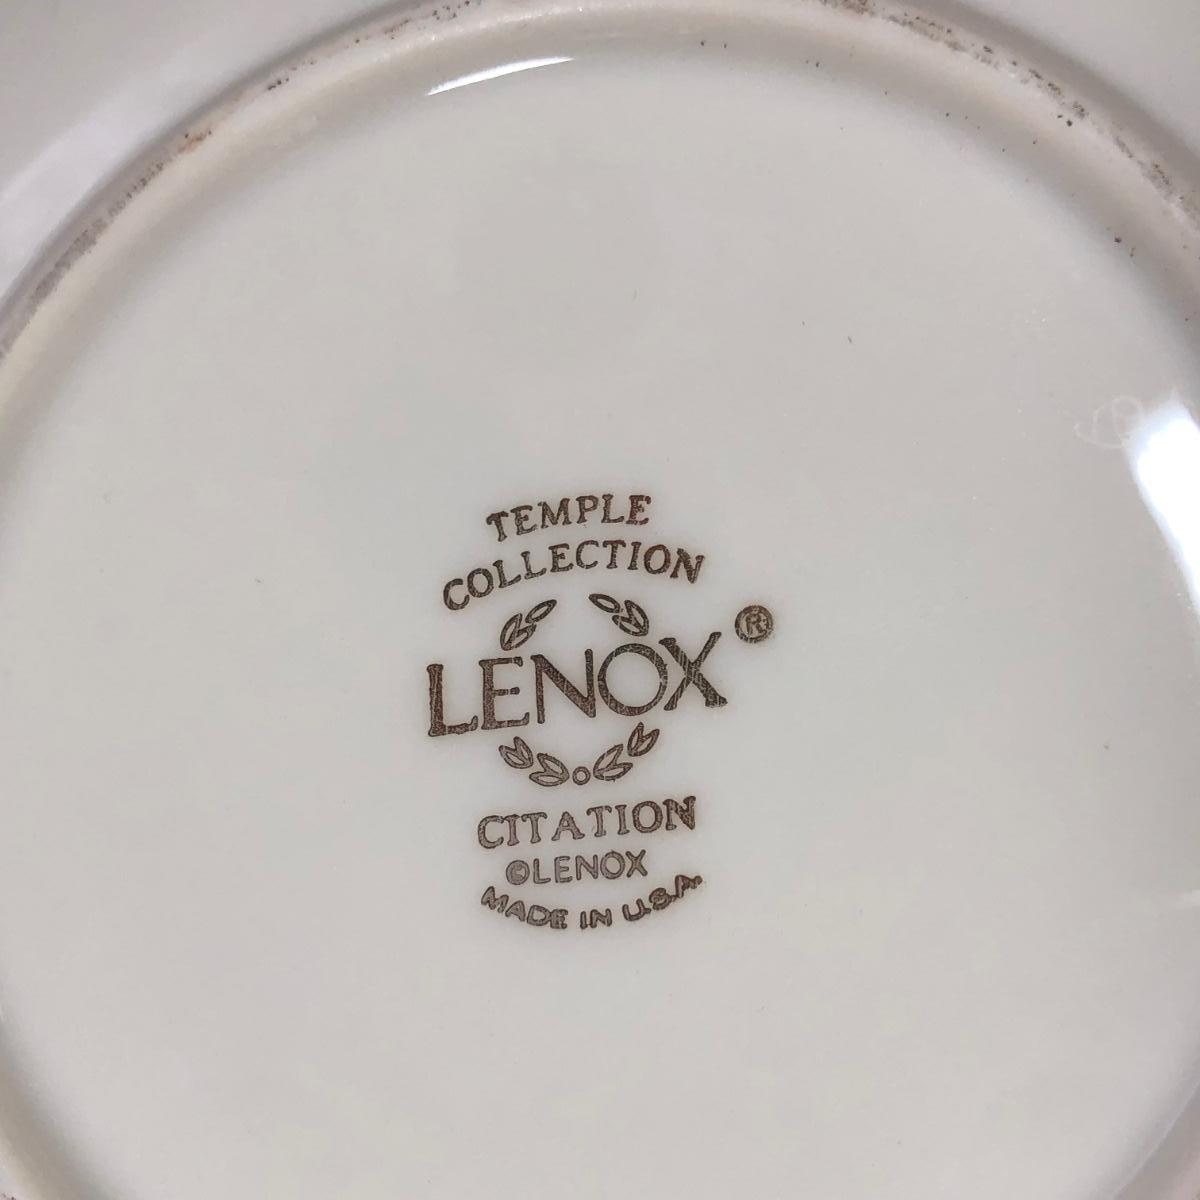 TEMPLE
COLLECTION
LENOX®
CITATION
©LENOX
MADE IN U.S.A.